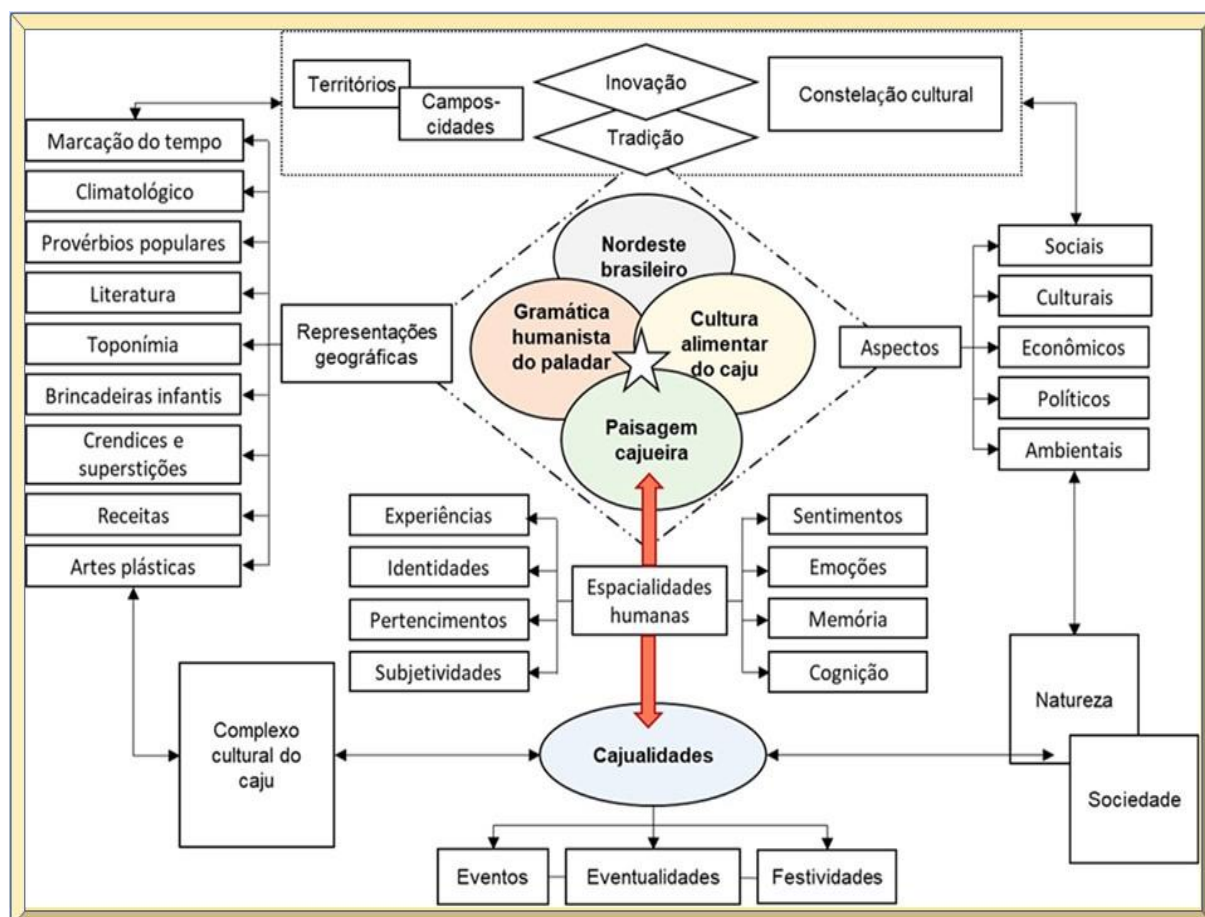 Territórios
Campos-
cidades
Inovação
Tradição
Constelação cultural
Marcação do tempo
Climatológico
Provérbios populares
Literatura
Toponímia
Brincadeiras infantis
Crendices e
superstições
Receitas
Artes plásticas
Representações
geográficas
Nordeste
brasileiro
Gramática
humanista
do paladar
Cultura
alimentar
do caju
Paisagem
cajueira
Aspectos
Sociais
Culturais
Econômicos
Políticos
Ambientais
Experiências
Identidades
Pertencimentos
Subjetividades
Espacialidades
humanas
Sentimentos
Emoções
Memória
Cognição
Complexo
cultural do
caju
Cajualidades
Natureza
Sociedade
Eventos
Eventualidades
Festividades